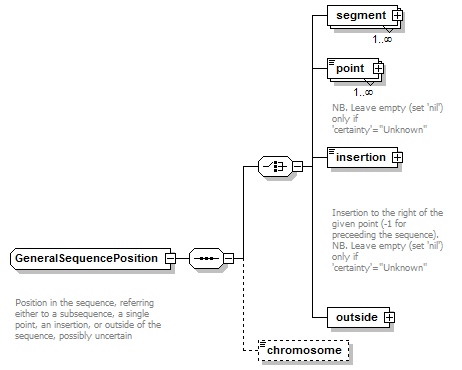 segment
1..∞
point
1..∞
NB. Leave empty (set 'nil')
only if
'certainty'="Unknown"
insertion
Insertion to the right of the
given point (-1 for
preceeding the sequence).
NB. Leave empty (set 'nil')
only if
'certainty'="Unknown"
GeneralSequencePosition
Position in the sequence, referring
either to a subsequence, a single
point, an insertion, or outside of the
sequence, possibly uncertain
outside
chromosome